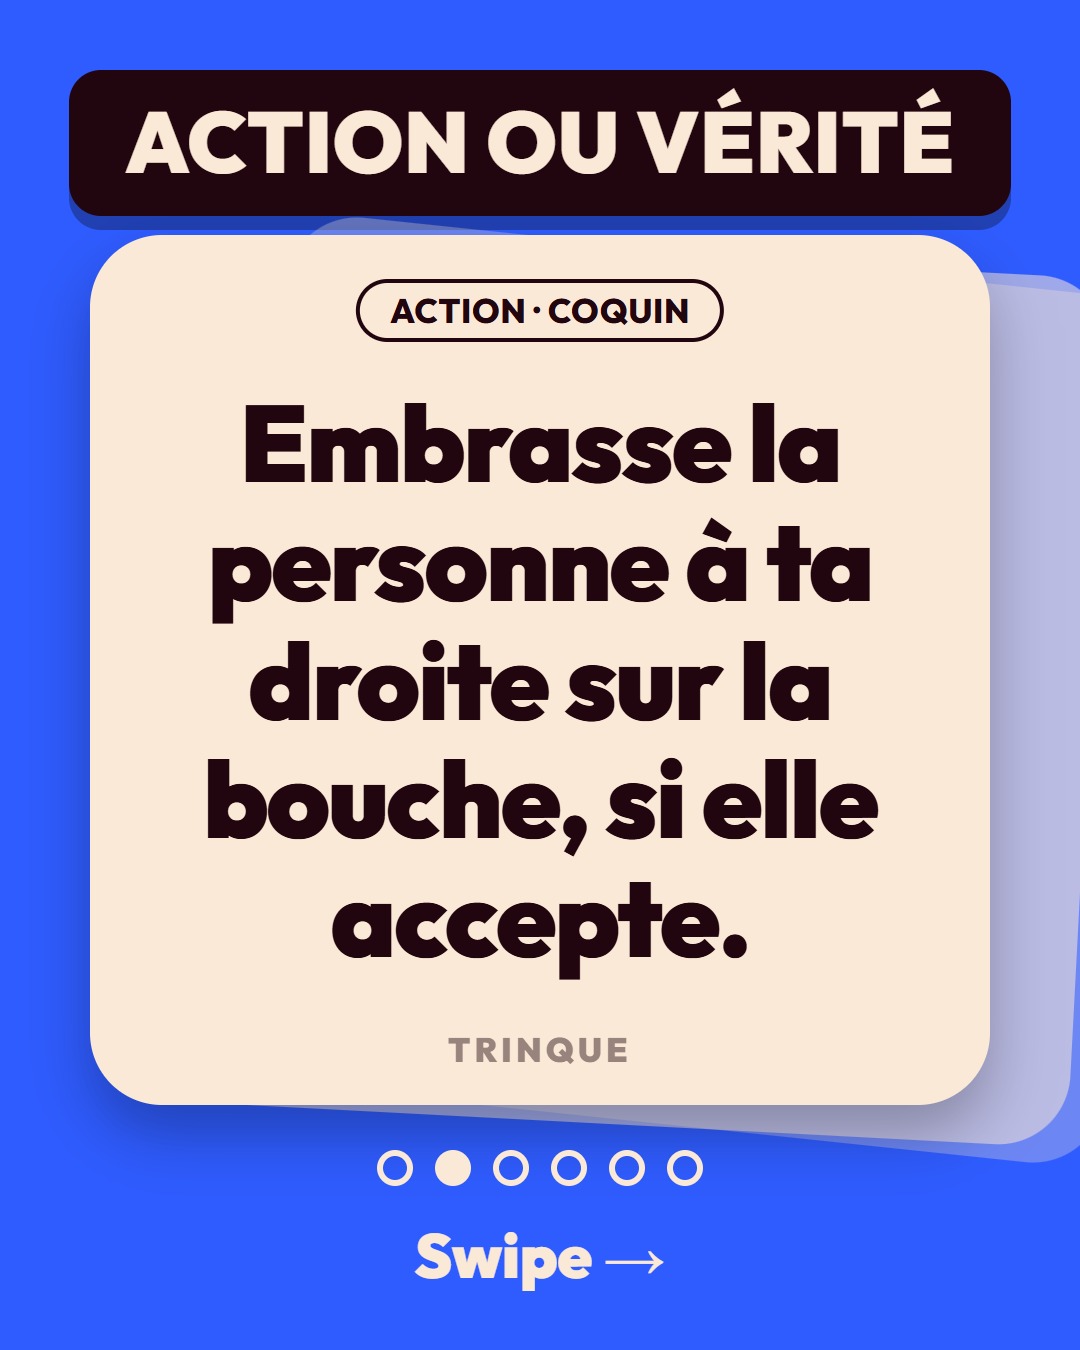 ACTION OU VÉRITÉ
ACTION · COQUIN
Embrasse la
personne à ta
droite sur la
bouche, si elle
accepte.
TRINQUE
Swipe →